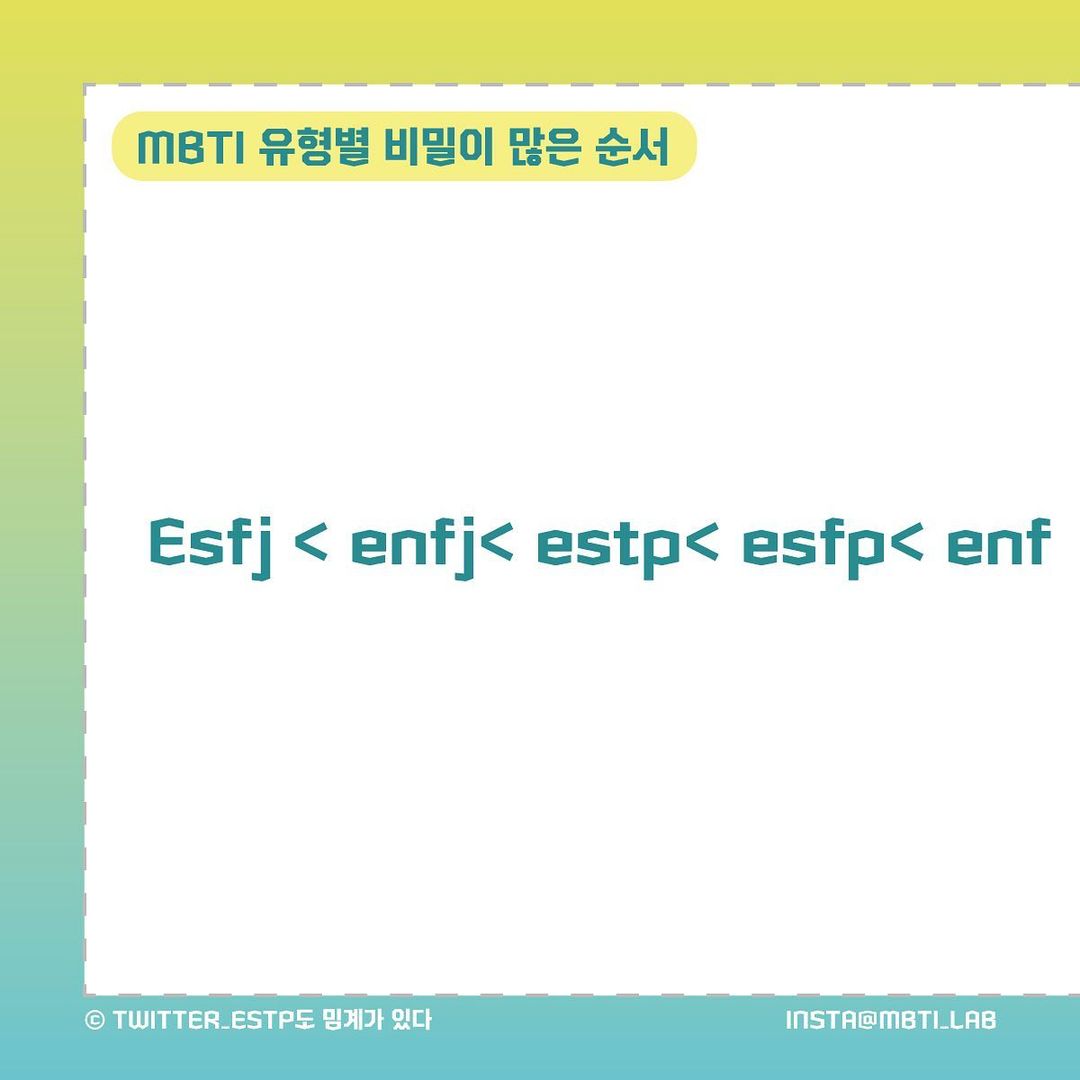 MBTI 유형별 비밀이 많은 순서
Esfj < enfj< estp< esfp< enf
© TWITTER_ESTP도 밈계가 있다
INSTA@MBTI_LAB